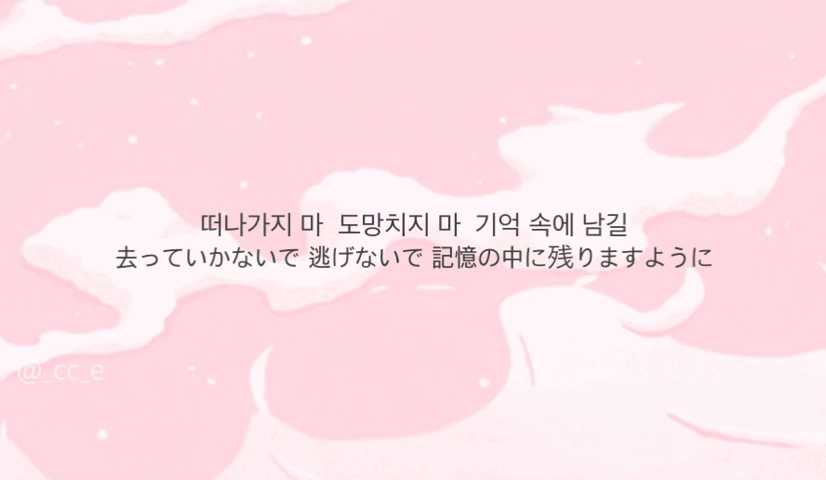 떠나가지 마  도망치지 마  기억 속에 남길
去っていかないで 逃げないで 記憶の中に残りますように
@_cc_e